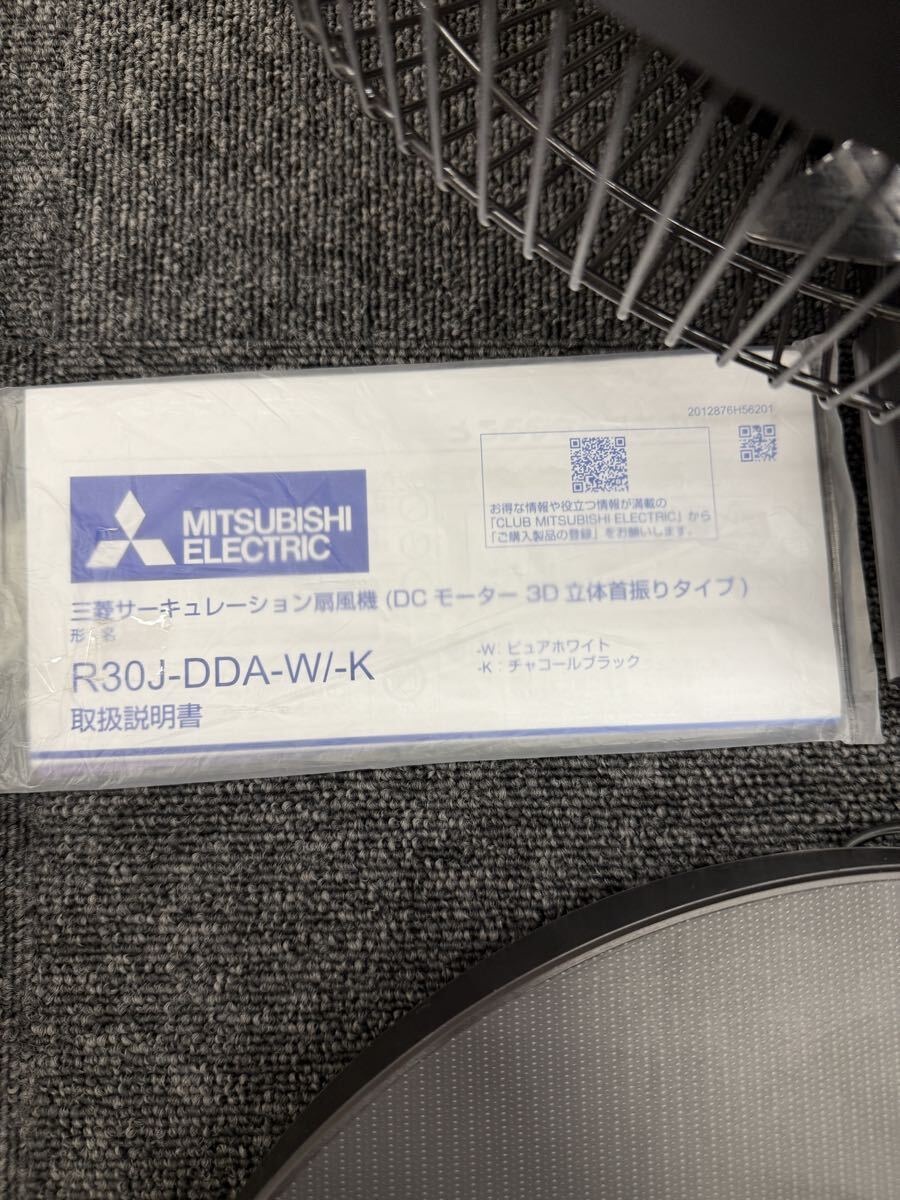 2012876H56201
お得な情報や役立つ情報が満載の
「CLUB MITSUBISHI ELECTRIC」から
「ご購入製品の登録」をお願いします。
MITSUBISHI
ELECTRIC
三菱サーキュレーション扇風機 (DC モーター 3D 立体首振りタイプ)
形 名
R30J-DDA-W/-K
-W: ピュアホワイト
-K: チャコールブラック
取扱説明書